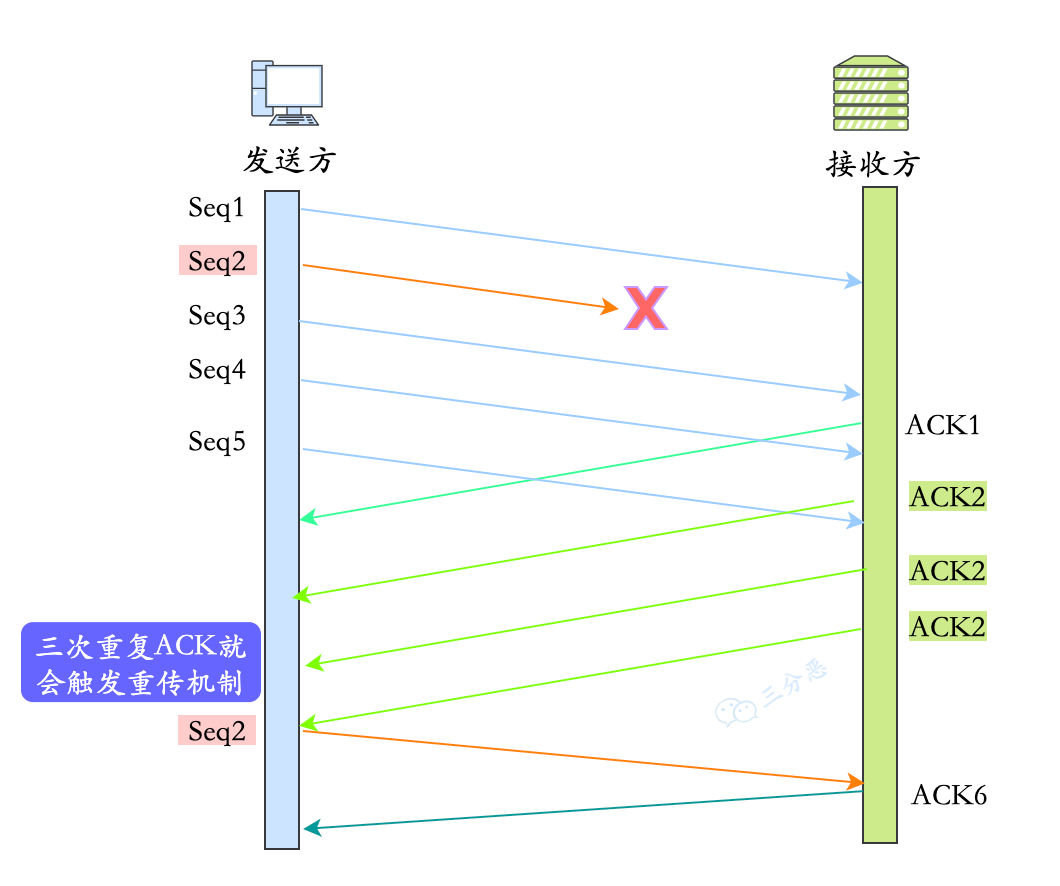 发送方
接收方
Seq1
Seq2
Seq3
Seq4
ACK1
Seq5
ACK2
ACK2
ACK2
三次重复ACK就
会触发重传机制
三分恶
Seq2
ACK6